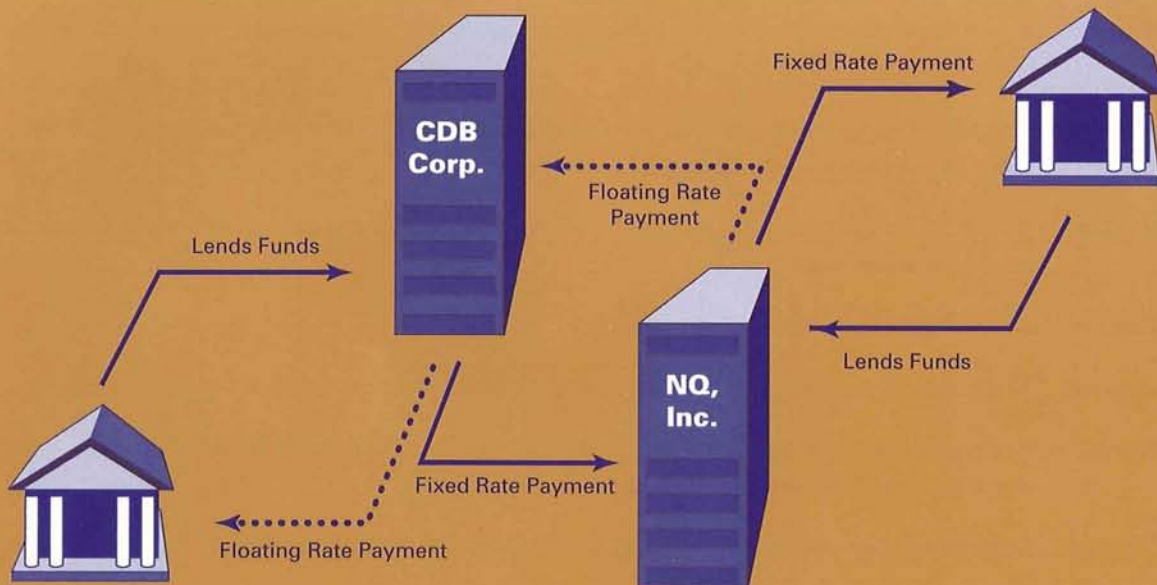 CDB
Corp.
Fixed Rate Payment
Floating Rate
Payment
Lends Funds
Lends Funds
NQ,
Inc.
Fixed Rate Payment
Floating Rate Payment